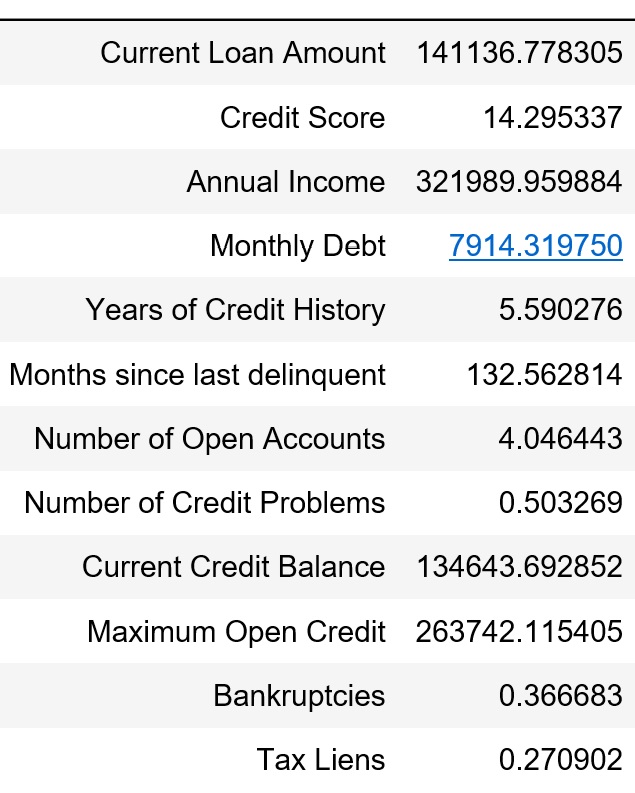 Current Loan Amount 141136.778305
Credit Score 14.295337
Annual Income 321989.959884
Monthly Debt 7914.319750
Years of Credit History 5.590276
Months since last delinquent 132.562814
Number of Open Accounts 4.046443
Number of Credit Problems 0.503269
Current Credit Balance 134643.692852
Maximum Open Credit 263742.115405
Bankruptcies 0.366683
Tax Liens 0.270902